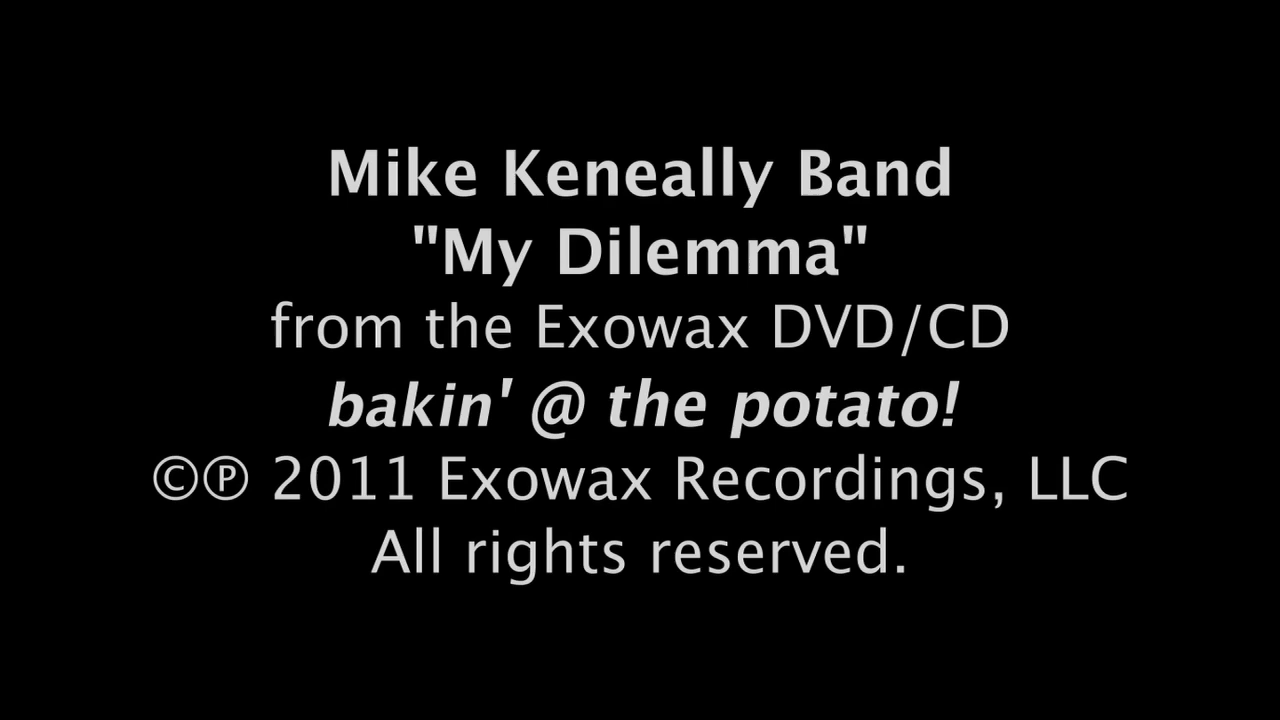 Mike Keneally Band
"My Dilemma"
from the Exowax DVD/CD
bakin' @ the potato!
©℗ 2011 Exowax Recordings, LLC
All rights reserved.